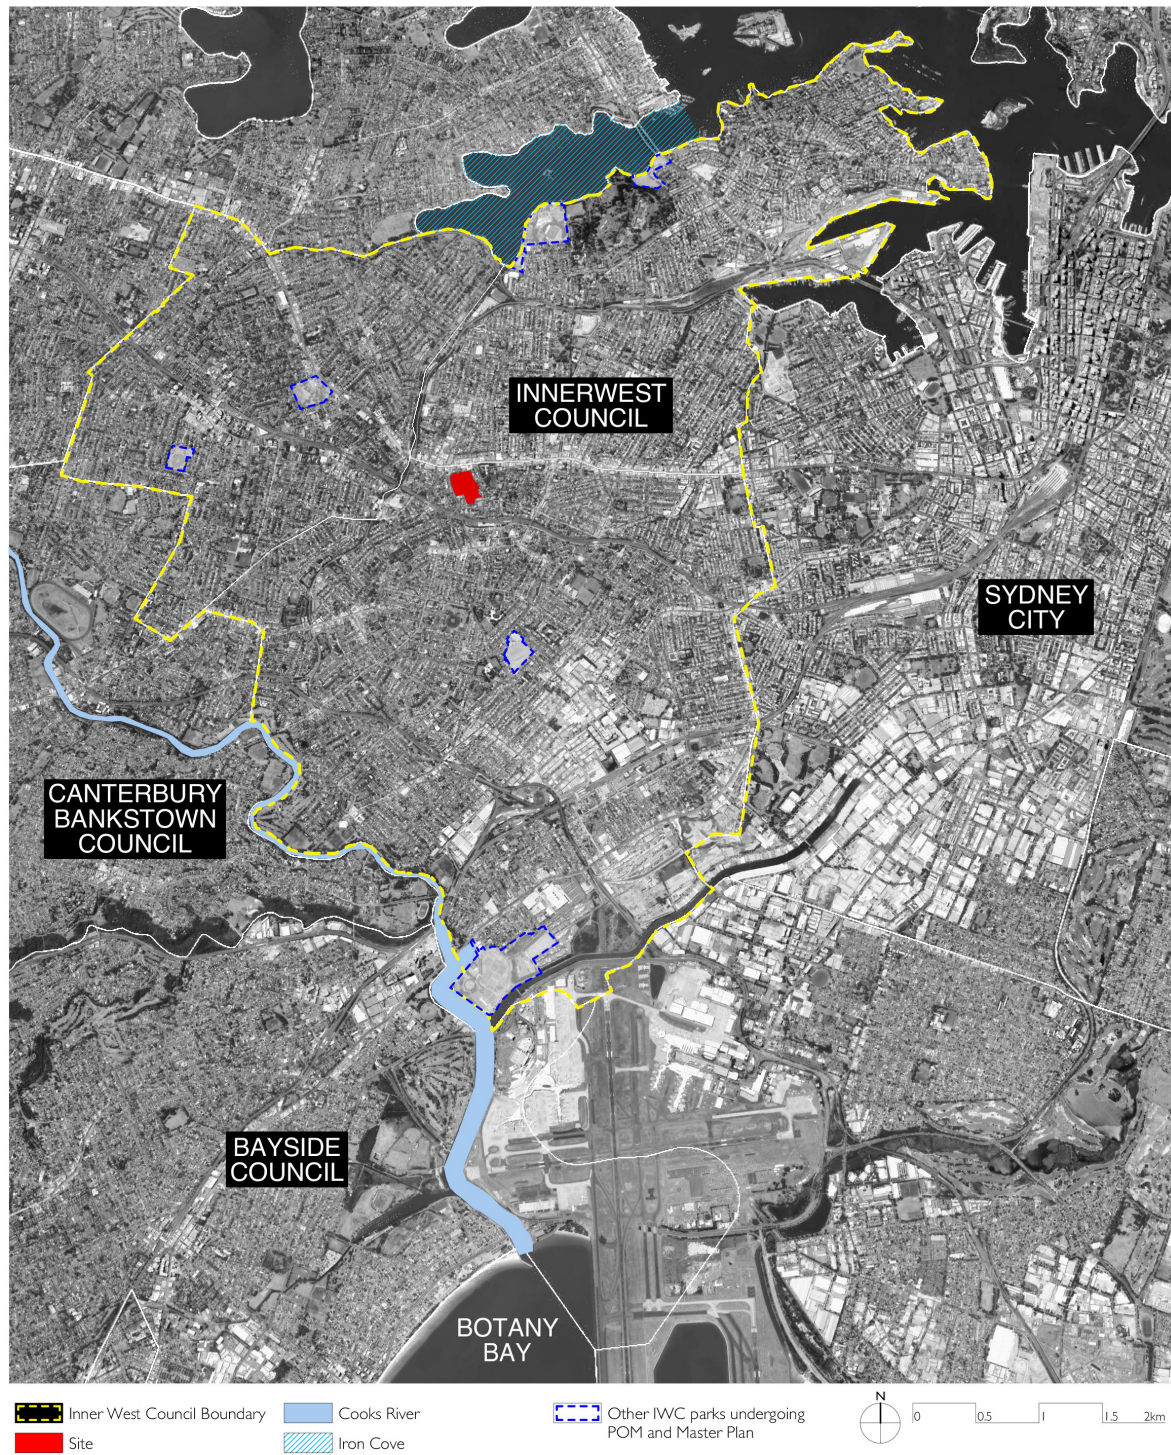 INNERWEST
COUNCIL
SYDNEY
CITY
CANTERBURY
BANKSTOWN
COUNCIL
BAYSIDE
COUNCIL
BOTANY
BAY
Inner West Council Boundary
Site
Cooks River
Iron Cove
Other IWC parks undergoing
POM and Master Plan
N
0 0.5 1 1.5 2km